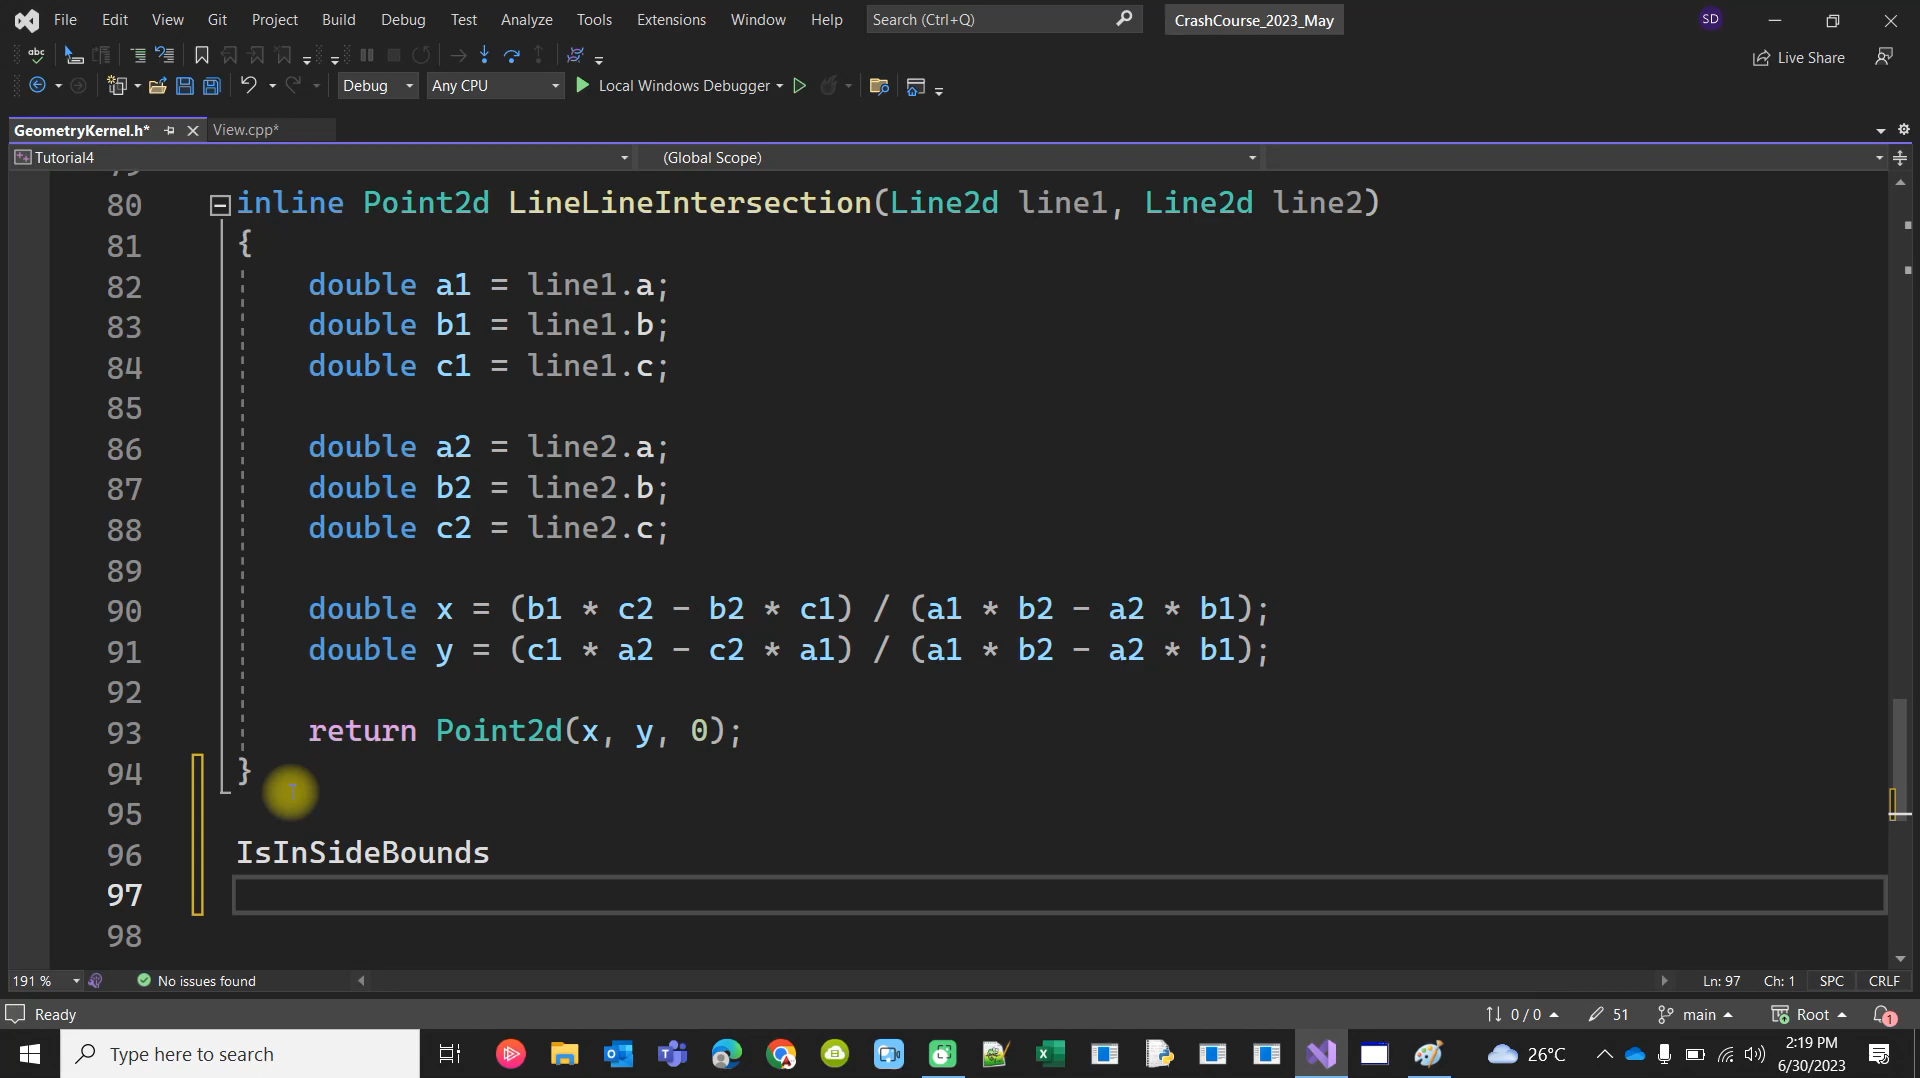 File Edit View Git Project Build Debug Test Analyze Tools Extensions Window Help Search (Ctrl+Q) CrashCourse_2023_May SD
abc Live Share
Debug Any CPU Local Windows Debugger
GeometryKernel.h* View.cpp*
Tutorial4 (Global Scope)
80 inline Point2d LineLineIntersection(Line2d line1, Line2d line2)
81 {
82 double a1 = line1.a;
83 double b1 = line1.b;
84 double c1 = line1.c;
85
86 double a2 = line2.a;
87 double b2 = line2.b;
88 double c2 = line2.c;
89
90 double x = (b1 * c2 - b2 * c1) / (a1 * b2 - a2 * b1);
91 double y = (c1 * a2 - c2 * a1) / (a1 * b2 - a2 * b1);
92
93 return Point2d(x, y, 0);
94 }
95
96 IsInSideBounds
97
98
191 % No issues found Ln: 97 Ch: 1 SPC CRLF
Ready 0 / 0 51 main Root 1
Type here to search 26°C 2:19 PM
6/30/2023